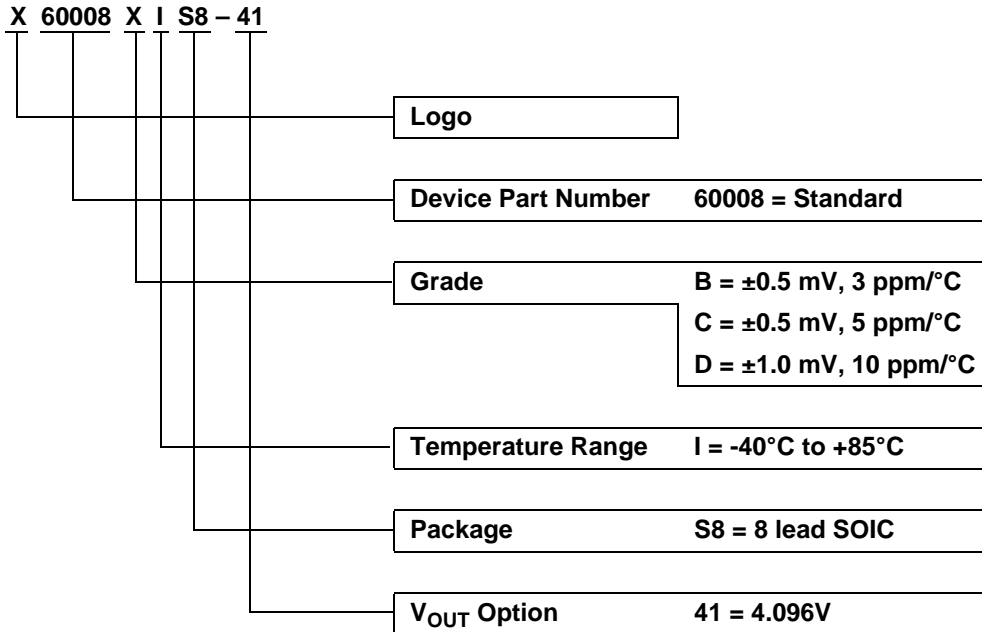 X 60008 X I S8 – 41
Logo
Device Part Number 60008 = Standard
Grade B = ±0.5 mV, 3 ppm/°C
C = ±0.5 mV, 5 ppm/°C
D = ±1.0 mV, 10 ppm/°C
Temperature Range I = -40°C to +85°C
Package S8 = 8 lead SOIC
VOUT Option 41 = 4.096V